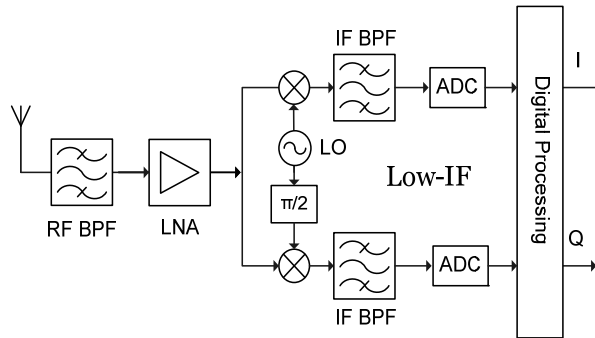 IF BPF
ADC
I
LO
Low-IF
π/2
RF BPF
LNA
Digital Processing
Q
ADC
IF BPF